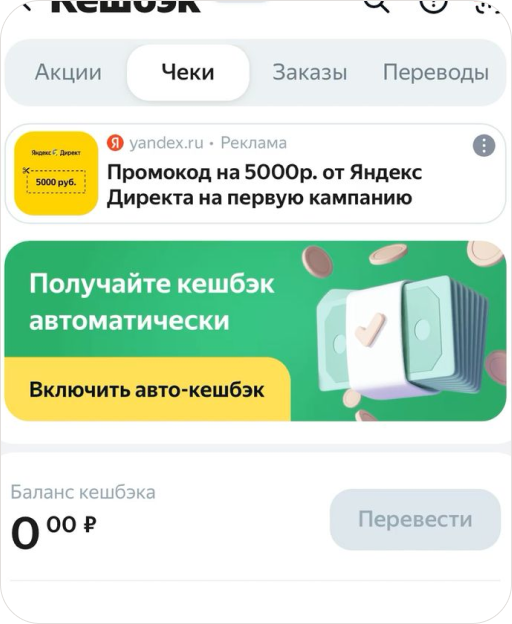 Кешбэк
Акции
Чеки
Заказы
Переводы
Яндекс Директ
5000 руб.
Я yandex.ru • Реклама
Промокод на 5000р. от Яндекс
Директа на первую кампанию
Получайте кешбэк
автоматически
Включить авто-кешбэк
Баланс кешбэка
0 00 ₽
Перевести